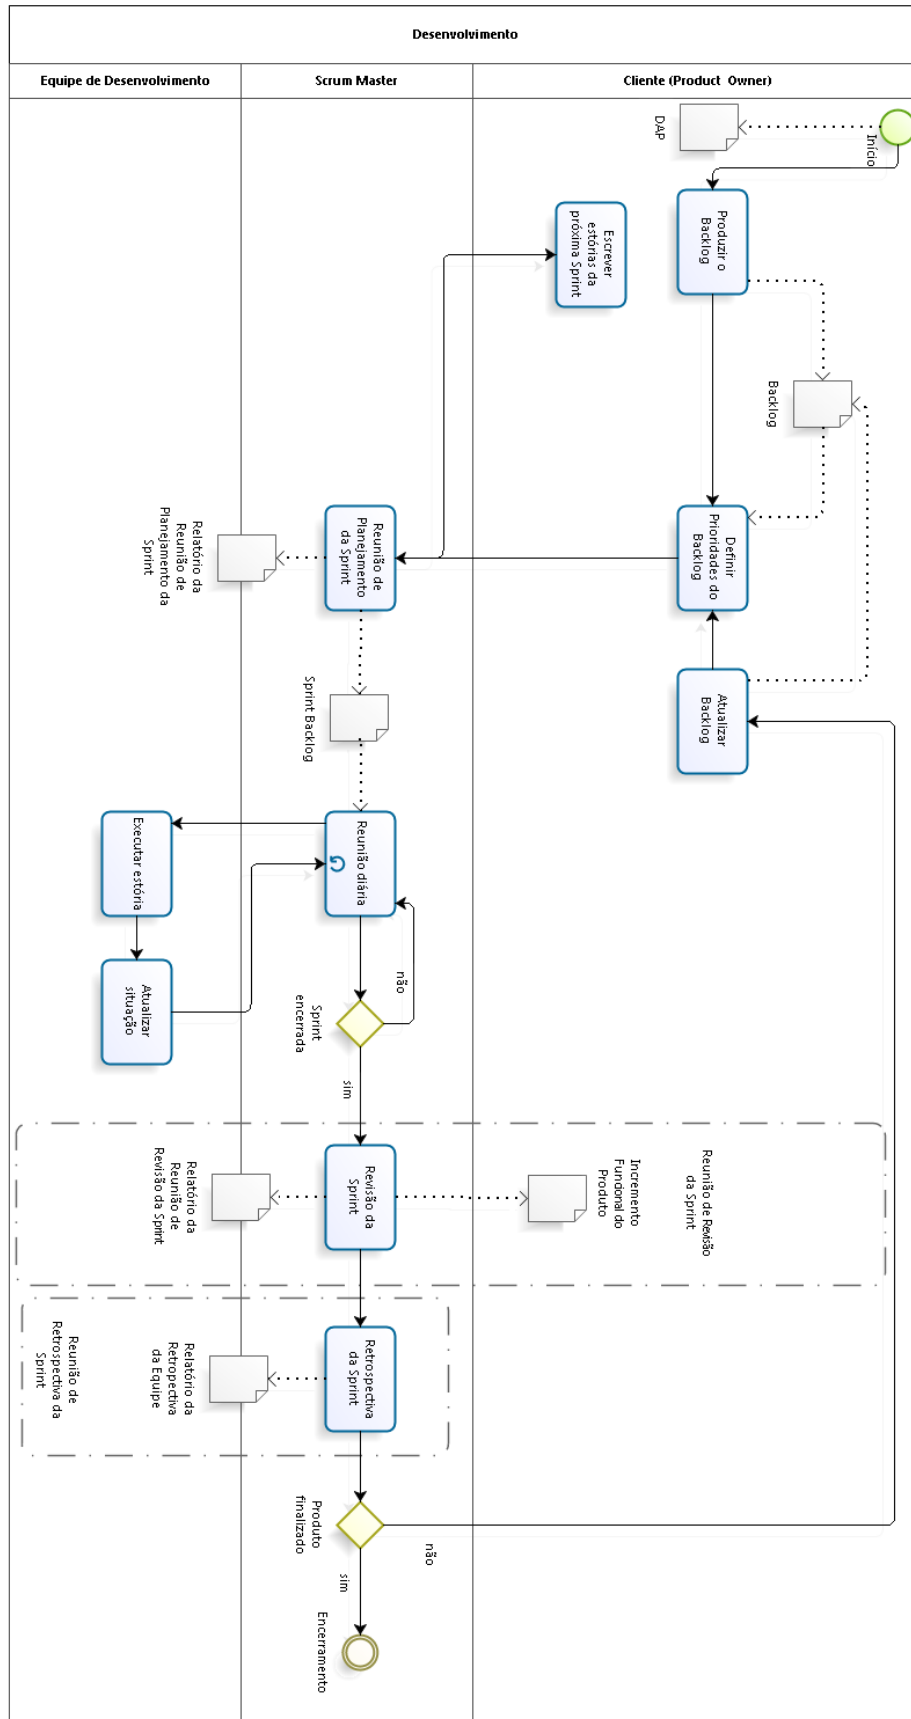 Desenvolvimento
Equipe de Desenvolvimento
Scrum Master
Cliente (Product Owner)
Início
DAP
Produzir o
Backlog
Escrever
estórias da
próxima Sprint
Backlog
Definir
Prioridades do
Backlog
Reunião de
Planejamento
da Sprint
Relatório da
Reunião de
Planejamento da
Sprint
Atualizar
Backlog
Sprint Backlog
Reunião diária
Executar estória
Atualizar
situação
não
Sprint
encerrada
sim
Reunião de Revisão
da Sprint
Incremento
Funcional do
Produto
Revisão da
Sprint
Relatório da
Reunião de
Revisão da Sprint
Retrospectiva
da Sprint
Relatório da
Retropectiva
da Equipe
Reunião de
Retrospectiva da
Sprint
Produto
finalizado
não
sim
Encerramento